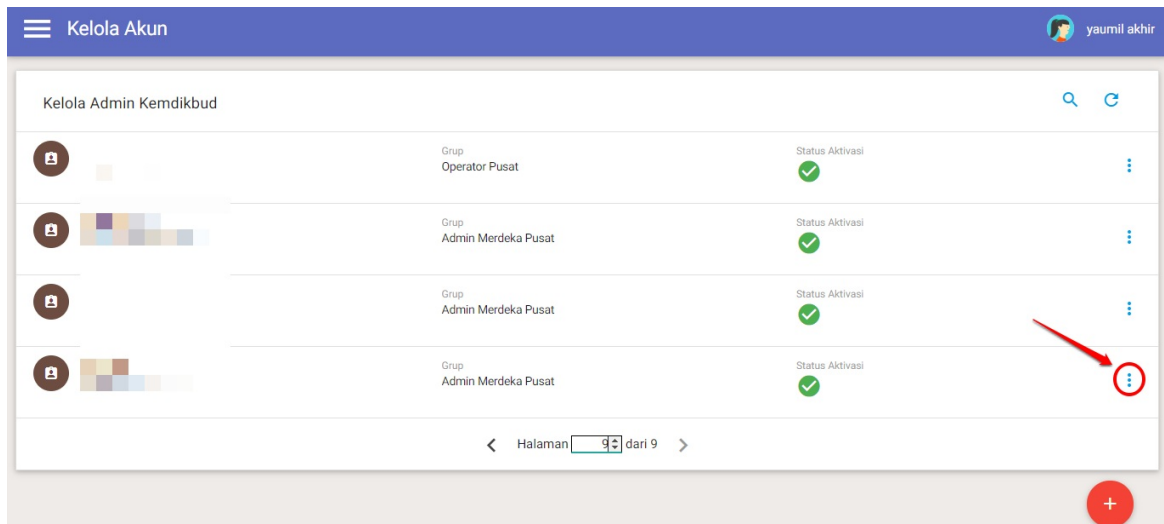 Kelola Akun
yaumil akhir
Kelola Admin Kemdikbud
Grup
Operator Pusat
Status Aktivasi
Grup
Admin Merdeka Pusat
Status Aktivasi
Grup
Admin Merdeka Pusat
Status Aktivasi
Grup
Admin Merdeka Pusat
Status Aktivasi
Halaman 9 dari 9